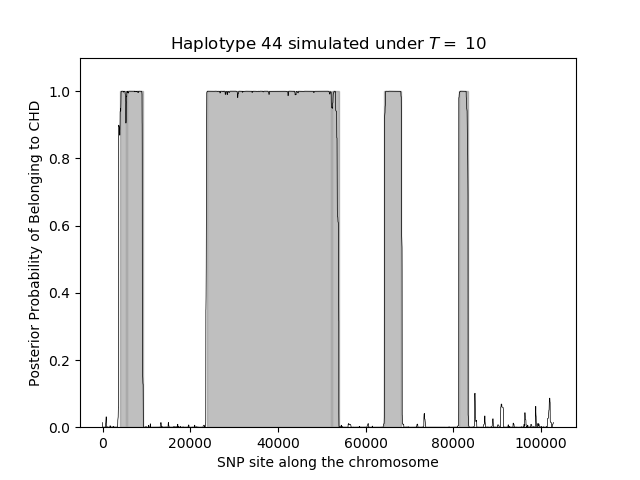 Haplotype 44 simulated under T = 10
Posterior Probability of Belonging to CHD
1.0
0.8
0.6
0.4
0.2
0.0
0 20000 40000 60000 80000 100000
SNP site along the chromosome